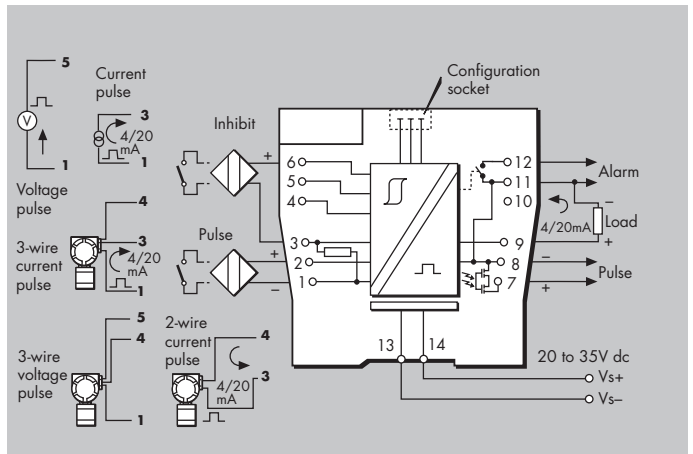 Configuration
socket
5
V
1
Voltage
pulse
Current
pulse
3
4/20
mA
1
Inhibit
+
6
5
4
3
2
1
Pulse
+
–
12
11
10
9
8
7
Alarm
–
4/20mA
Load
+
–
Pulse
+
4
3-wire
current
pulse
3
4/20
mA
1
5
4
3-wire
voltage
pulse
1
2-wire
current
pulse
4
4/20
mA
3
13
14
20 to 35V dc
Vs+
Vs–